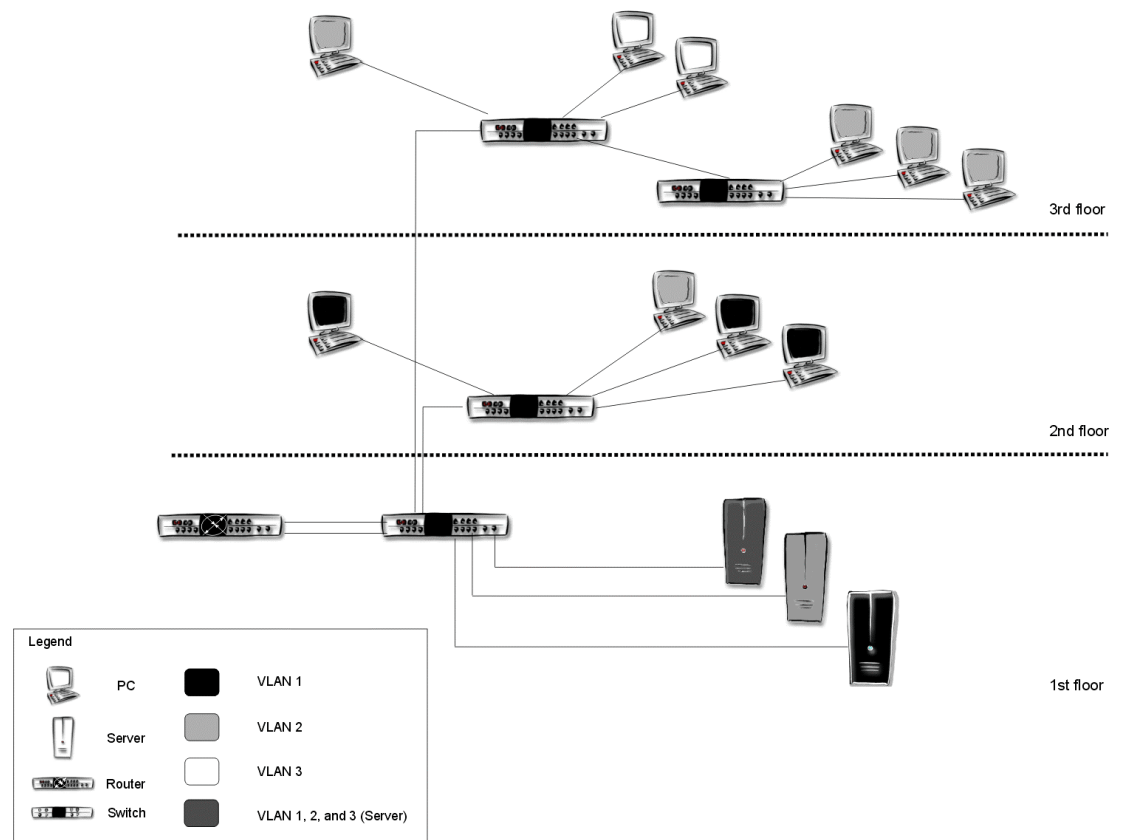 3rd floor
2nd floor
1st floor
Legend
PC
VLAN 1
Server
VLAN 2
Router
VLAN 3
Switch
VLAN 1, 2, and 3 (Server)